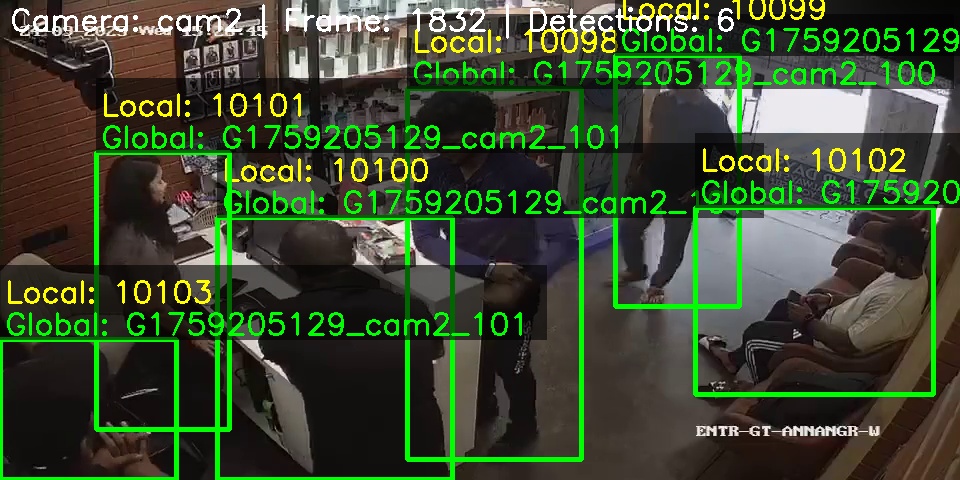 Camera: cam2 | Frame: 1832 | Detections: 6
Local: 10099
Global: G1759205129
Local: 10098
Global: G1759205129_cam2_100
Local: 10101
Global: G1759205129_cam2_101
Local: 10102
Global: G175920
Local: 10100
Global: G1759205129_cam2_1
Local: 10103
Global: G1759205129_cam2_101
ENTR-GT-ANNANGR-W